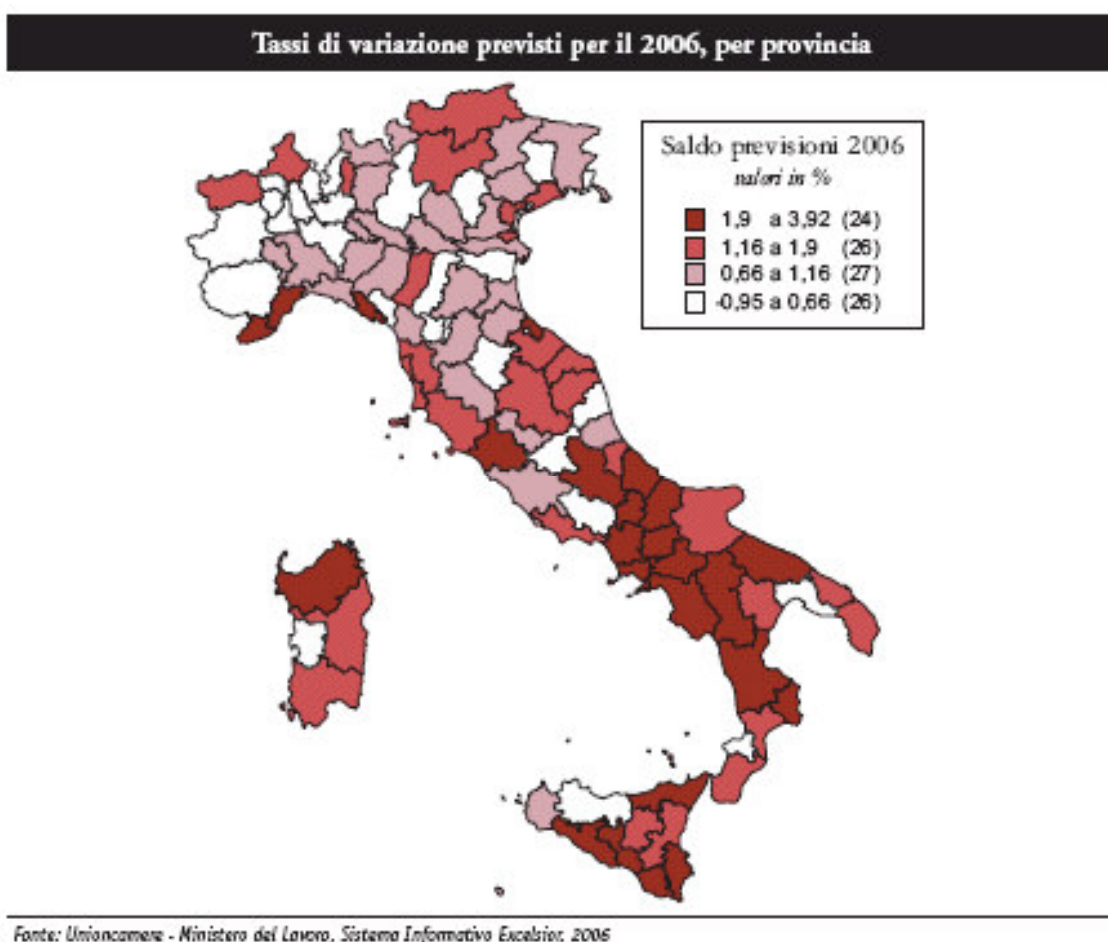 Tassi di variazione previsti per il 2006, per provincia
Saldo previsioni 2006
valori in %
1,9 a 3,92 (24)
1,16 a 1,9 (26)
0,66 a 1,16 (27)
-0,95 a 0,66 (26)
Fonte: Unioncamere - Ministero del Lavoro, Sistema Informativo Excelsior, 2006